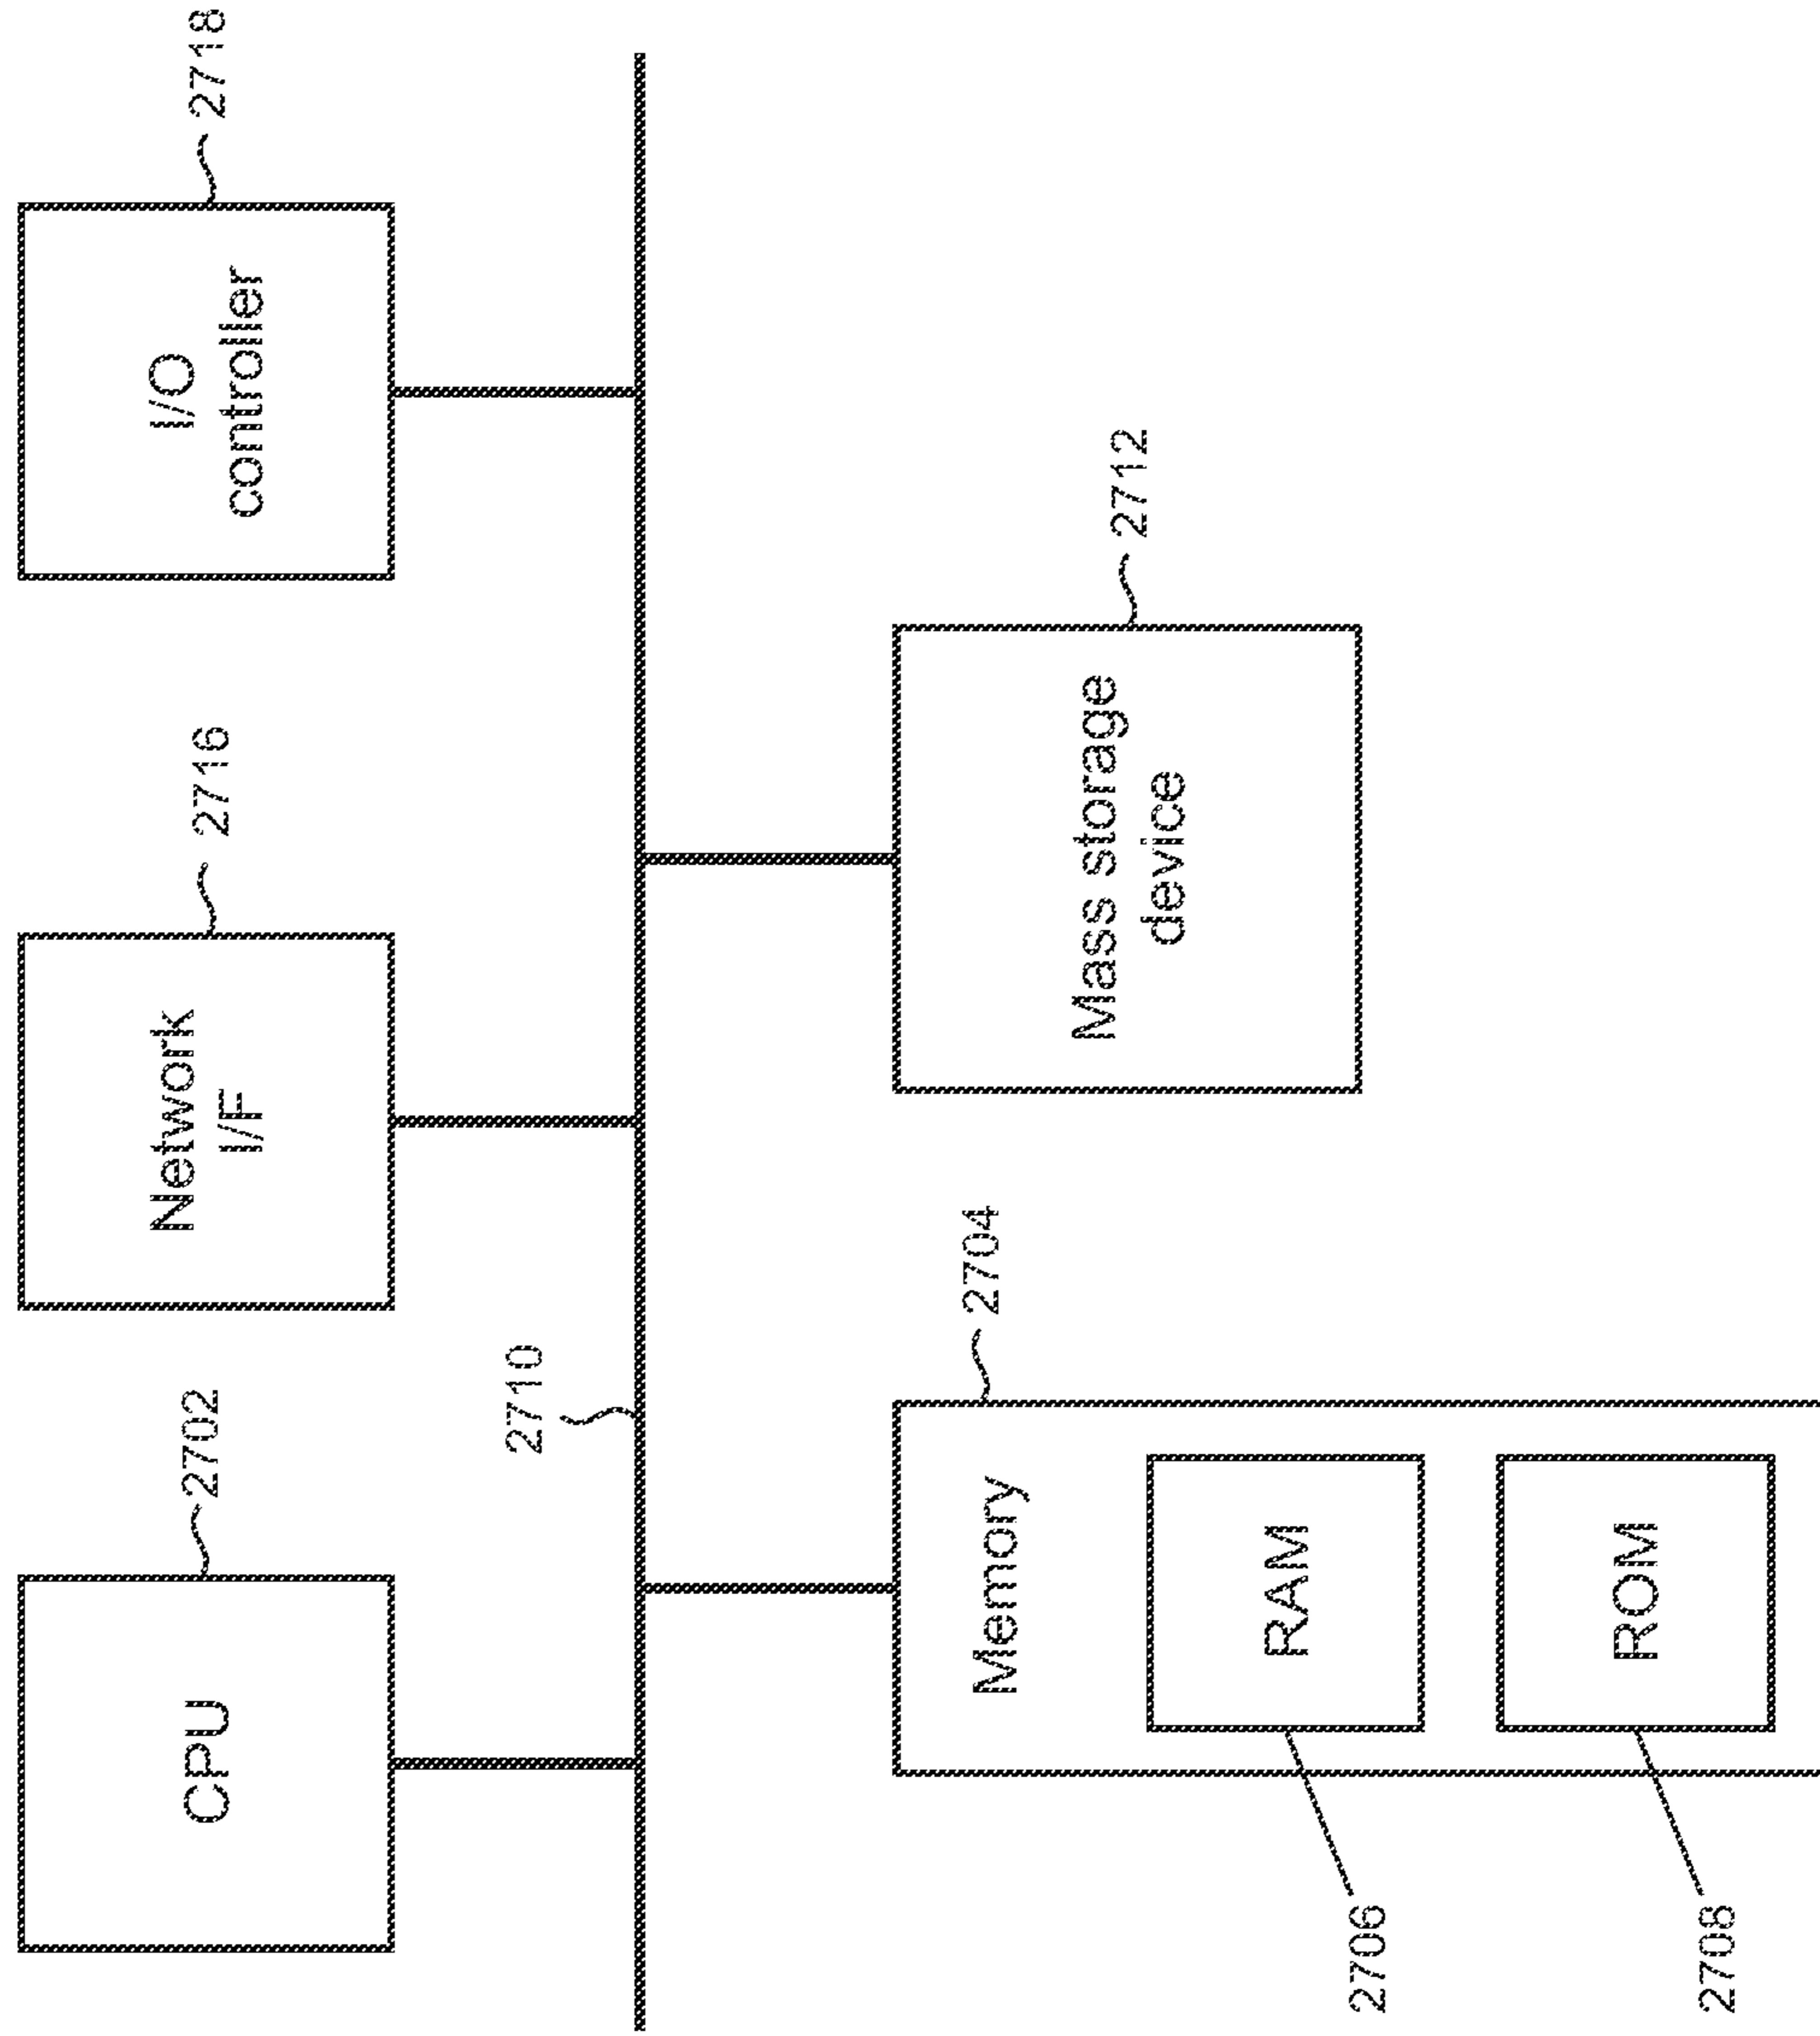 2702
CPU
2716
Network
I/F
2718
I/O
controller
2710
2704
Memory
RAM
ROM
2706
2708
2712
Mass storage
device